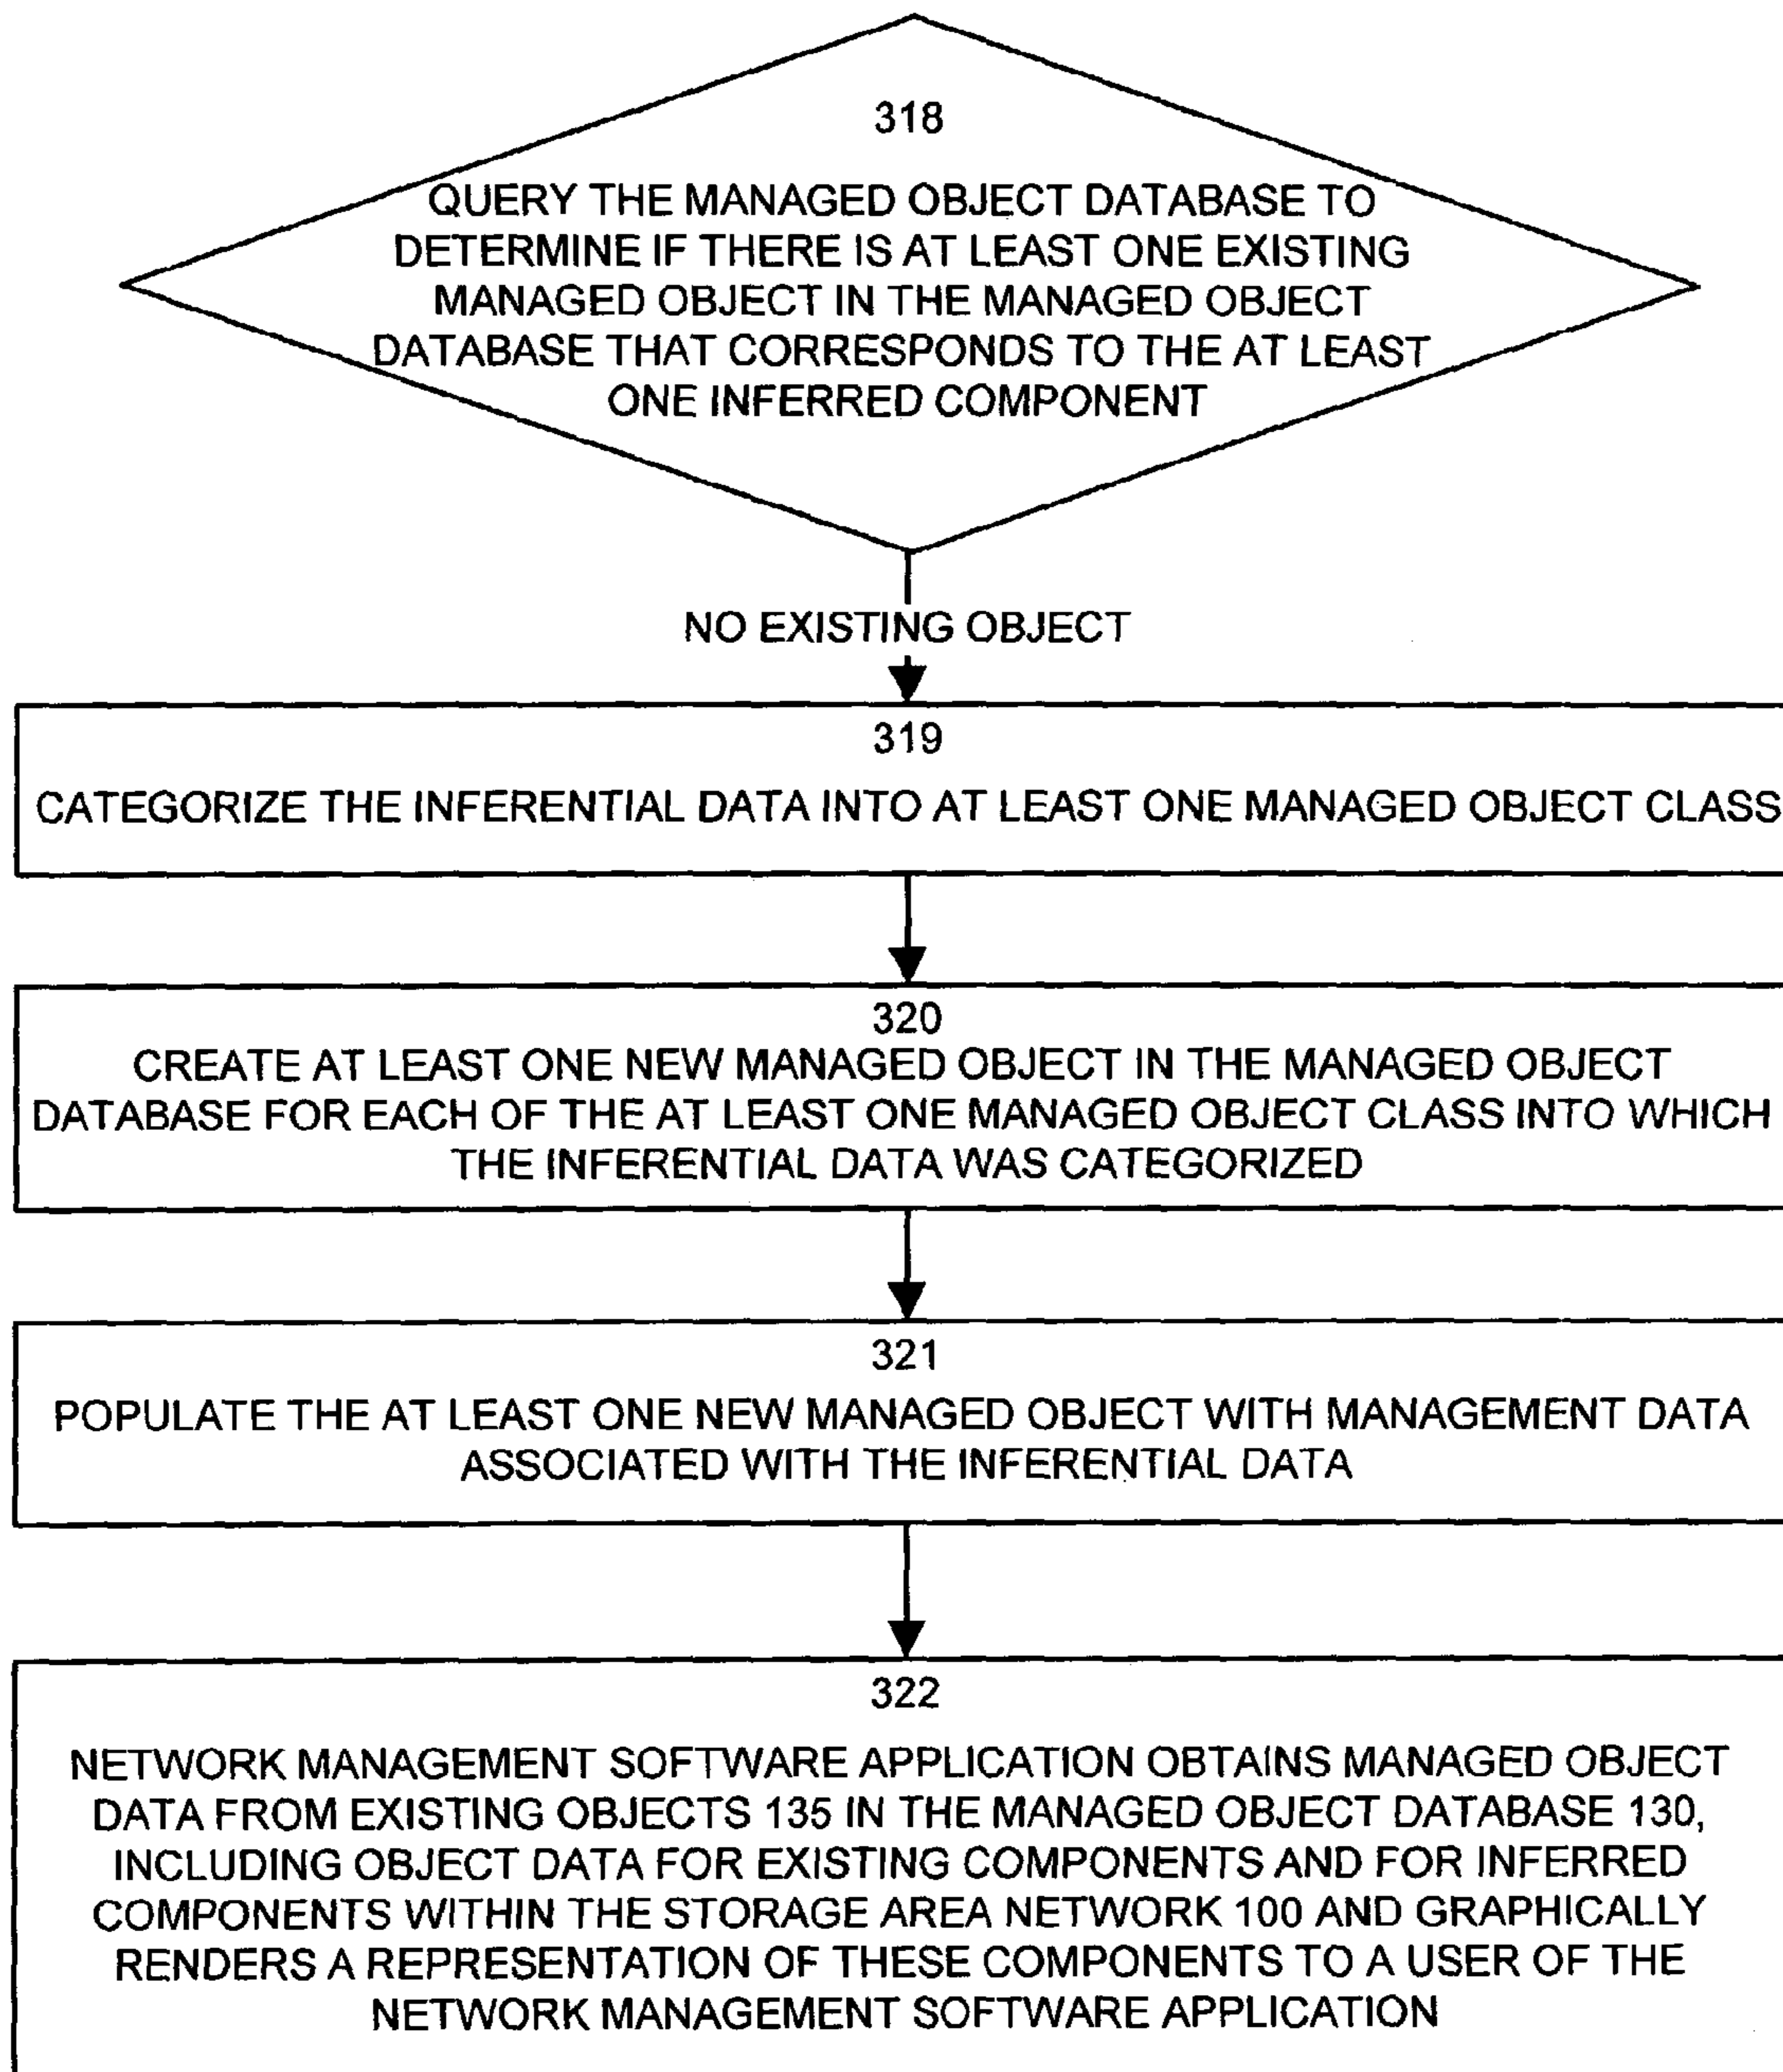 318
QUERY THE MANAGED OBJECT DATABASE TO
DETERMINE IF THERE IS AT LEAST ONE EXISTING
MANAGED OBJECT IN THE MANAGED OBJECT
DATABASE THAT CORRESPONDS TO THE AT LEAST
ONE INFERRED COMPONENT
NO EXISTING OBJECT
319
CATEGORIZE THE INFERENTIAL DATA INTO AT LEAST ONE MANAGED OBJECT CLASS
320
CREATE AT LEAST ONE NEW MANAGED OBJECT IN THE MANAGED OBJECT
DATABASE FOR EACH OF THE AT LEAST ONE MANAGED OBJECT CLASS INTO WHICH
THE INFERENTIAL DATA WAS CATEGORIZED
321
POPULATE THE AT LEAST ONE NEW MANAGED OBJECT WITH MANAGEMENT DATA
ASSOCIATED WITH THE INFERENTIAL DATA
322
NETWORK MANAGEMENT SOFTWARE APPLICATION OBTAINS MANAGED OBJECT
DATA FROM EXISTING OBJECTS 135 IN THE MANAGED OBJECT DATABASE 130,
INCLUDING OBJECT DATA FOR EXISTING COMPONENTS AND FOR INFERRED
COMPONENTS WITHIN THE STORAGE AREA NETWORK 100 AND GRAPHICALLY
RENDERS A REPRESENTATION OF THESE COMPONENTS TO A USER OF THE
NETWORK MANAGEMENT SOFTWARE APPLICATION